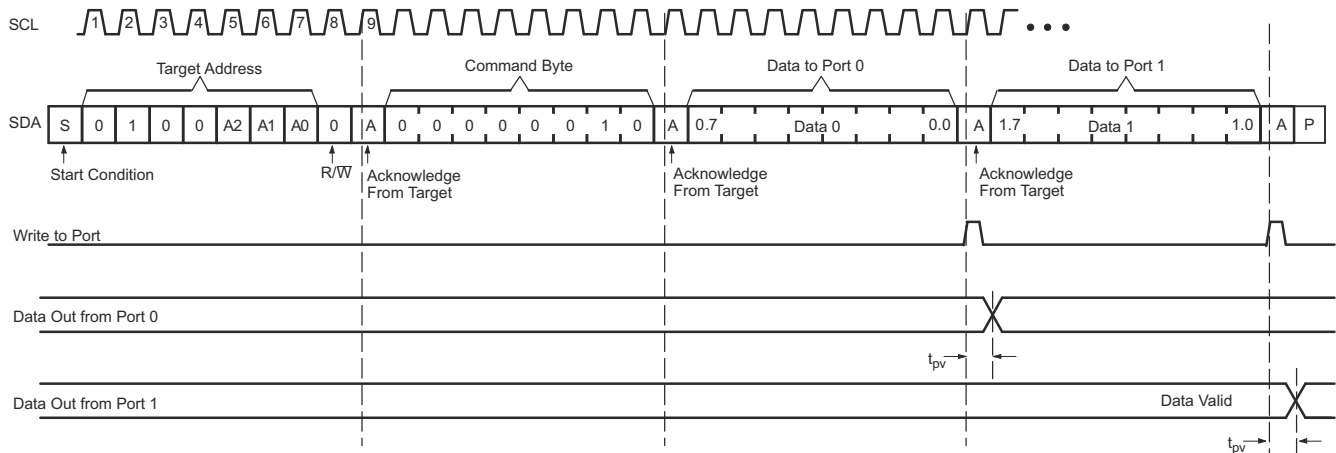 SCL 1 2 3 4 5 6 7 8 9
Target Address Command Byte Data to Port 0 Data to Port 1
SDA S 0 1 0 0 A2 A1 A0 0 A 0 0 0 0 0 0 1 0 A 0.7 Data 0 0.0 A 1.7 Data 1 1.0 A P
Start Condition R/W̅ Acknowledge From Target Acknowledge From Target Acknowledge From Target
Write to Port
Data Out from Port 0
tpv
Data Out from Port 1 Data Valid
tpv